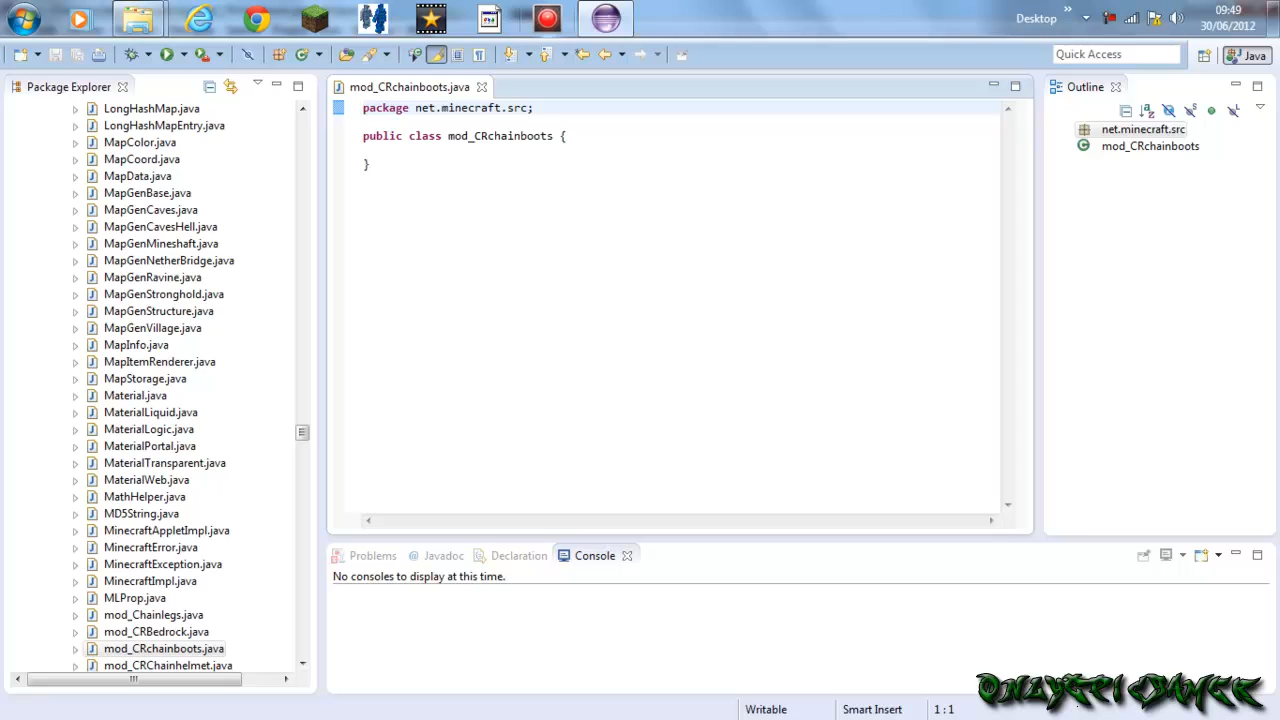 Desktop
»
09:49
30/06/2012
Quick Access
Java
Package Explorer
LongHashMap.java
LongHashMapEntry.java
MapColor.java
MapCoord.java
MapData.java
MapGenBase.java
MapGenCaves.java
MapGenCavesHell.java
MapGenMineshaft.java
MapGenNetherBridge.java
MapGenRavine.java
MapGenStronghold.java
MapGenStructure.java
MapGenVillage.java
MapInfo.java
MapItemRenderer.java
MapStorage.java
Material.java
MaterialLiquid.java
MaterialLogic.java
MaterialPortal.java
MaterialTransparent.java
MaterialWeb.java
MathHelper.java
MD5String.java
MinecraftAppletImpl.java
MinecraftError.java
MinecraftException.java
MinecraftImpl.java
MLProp.java
mod_Chainlegs.java
mod_CRBedrock.java
mod_CRchainboots.java
mod_CRChainhelmet.java
mod_CRchainboots.java
package net.minecraft.src;
public class mod_CRchainboots {
}
Outline
net.minecraft.src
mod_CRchainboots
Problems
@ Javadoc
Declaration
Console
No consoles to display at this time.
Writable
Smart Insert
1 : 1
OnlyEpicGamer